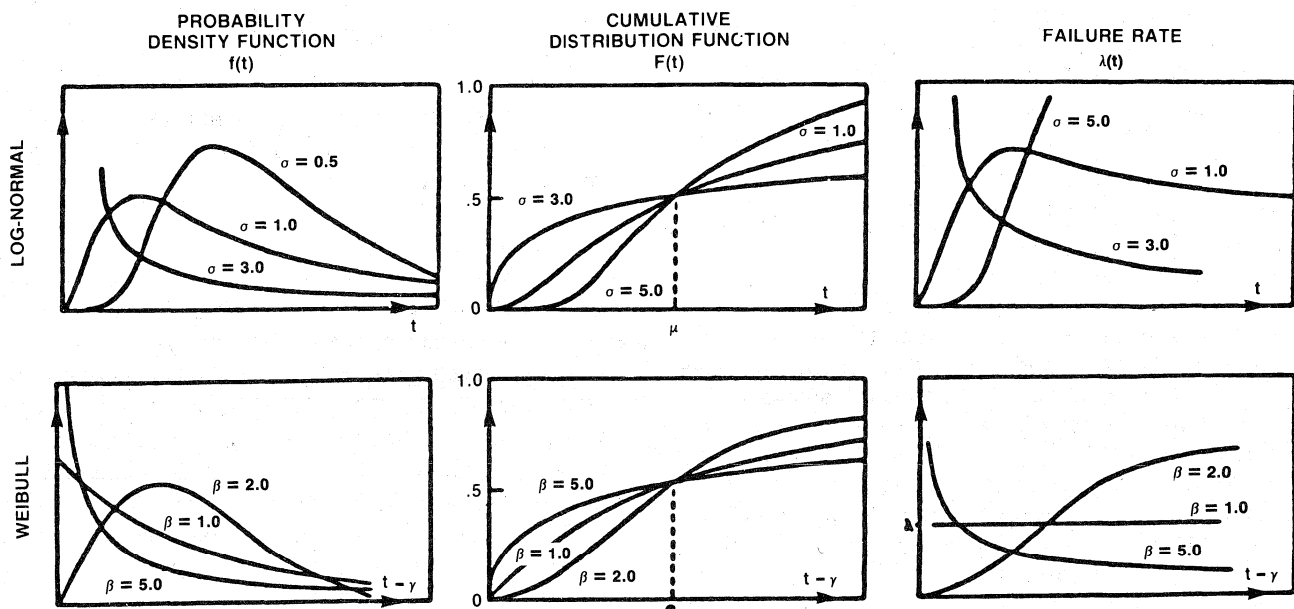 PROBABILITY
DENSITY FUNCTION
f(t)
CUMULATIVE
DISTRIBUTION FUNCTION
F(t)
FAILURE RATE
λ(t)
LOG-NORMAL
σ = 0.5
σ = 1.0
σ = 3.0
t
1.0
.5
0
σ = 1.0
σ = 3.0
σ = 5.0
t
μ
σ = 5.0
σ = 1.0
σ = 3.0
t
WEIBULL
β = 2.0
β = 1.0
β = 5.0
t – γ
1.0
.5
0
β = 5.0
β = 1.0
β = 2.0
t – γ
λ
β = 2.0
β = 1.0
β = 5.0
t – γ